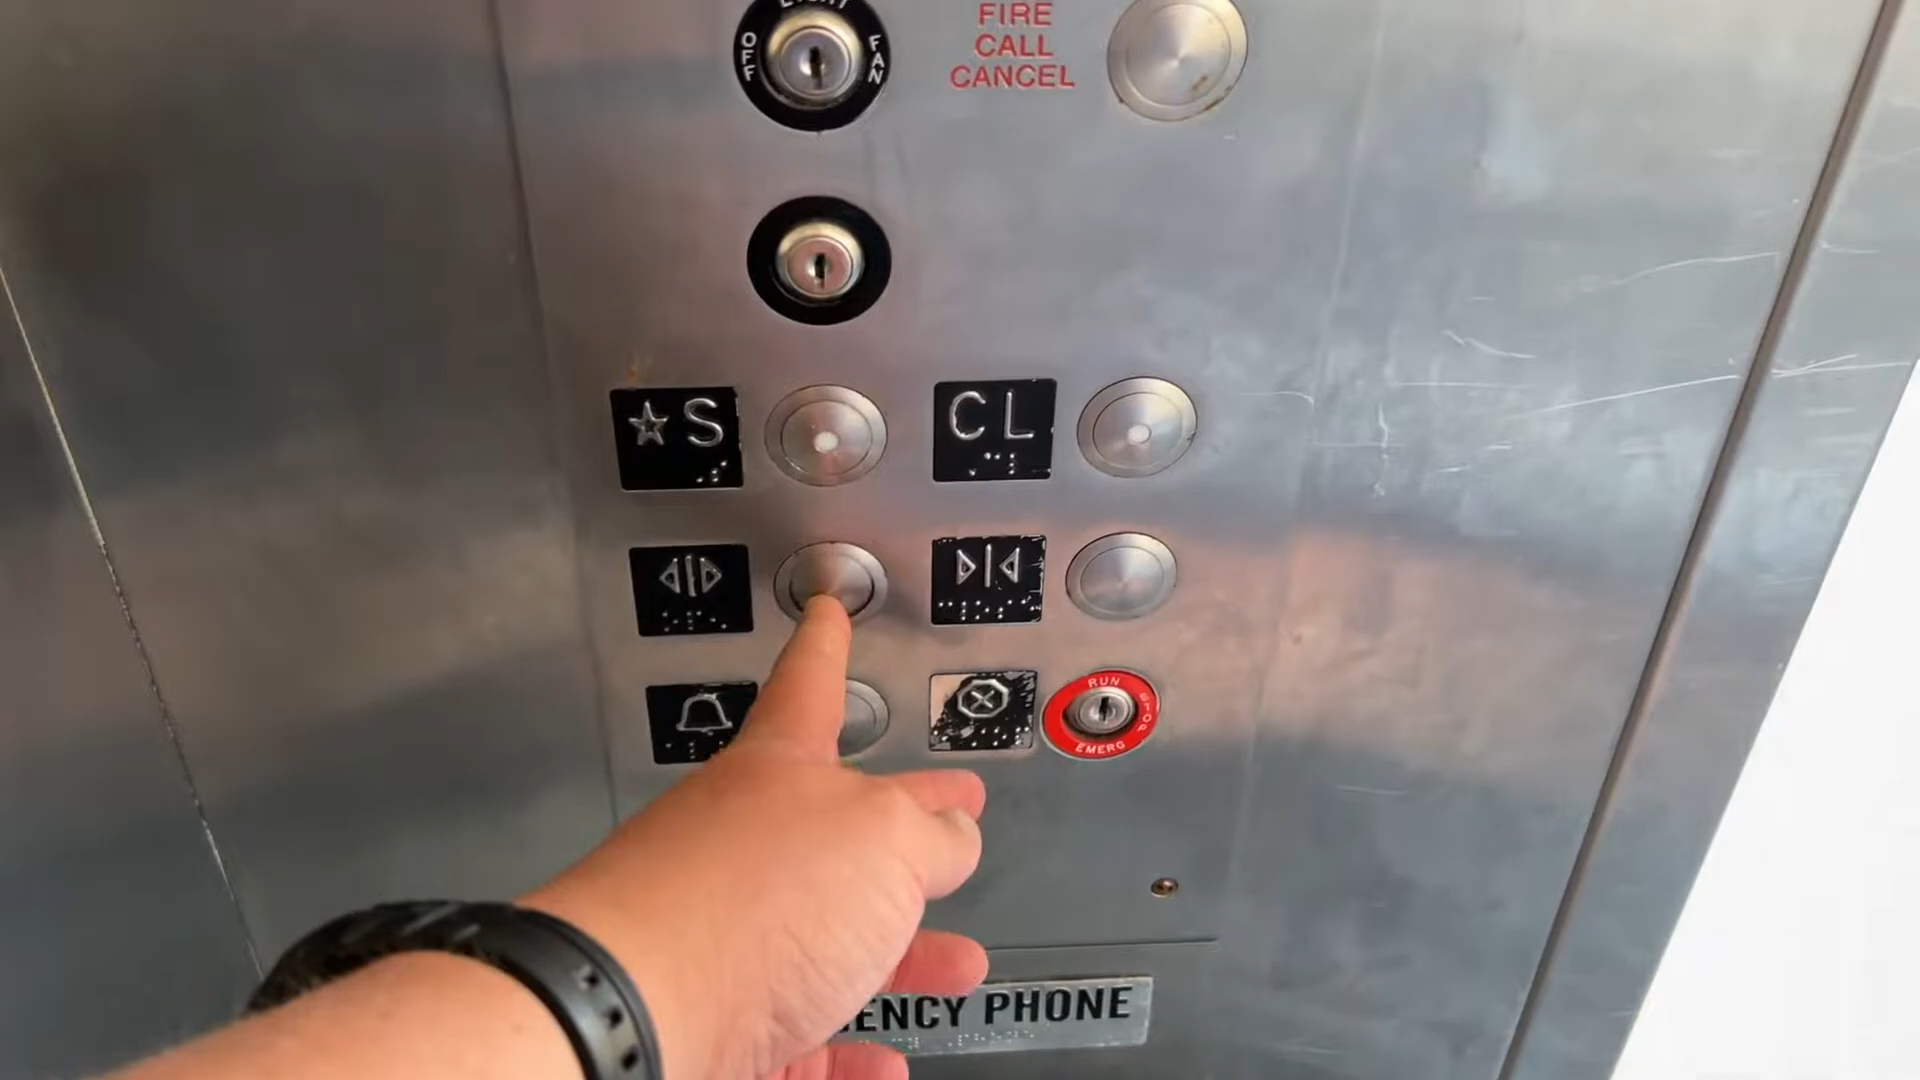 OFF
FAN
FIRE
CALL
CANCEL
☆S
CL
RUN
STOP
EMERG
ENCY PHONE